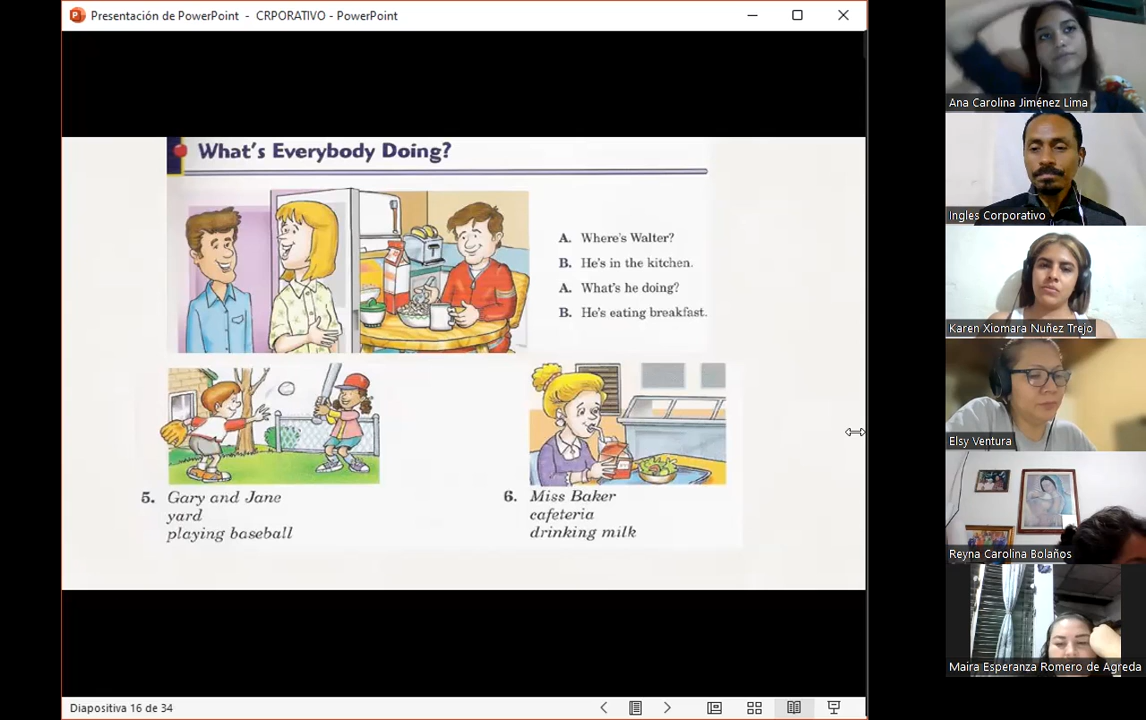 Presentación de PowerPoint - CRPORATIVO - PowerPoint
What's Everybody Doing?
A. Where's Walter?
B. He's in the kitchen.
A. What's he doing?
B. He's eating breakfast.
5. Gary and Jane
yard
playing baseball
6. Miss Baker
cafeteria
drinking milk
Diapositiva 16 de 34
Ana Carolina Jiménez Lima
Ingles Corporativo
Karen Xiomara Nuñez Trejo
Elsy Ventura
Reyna Carolina Bolaños
Maira Esperanza Romero de Agreda